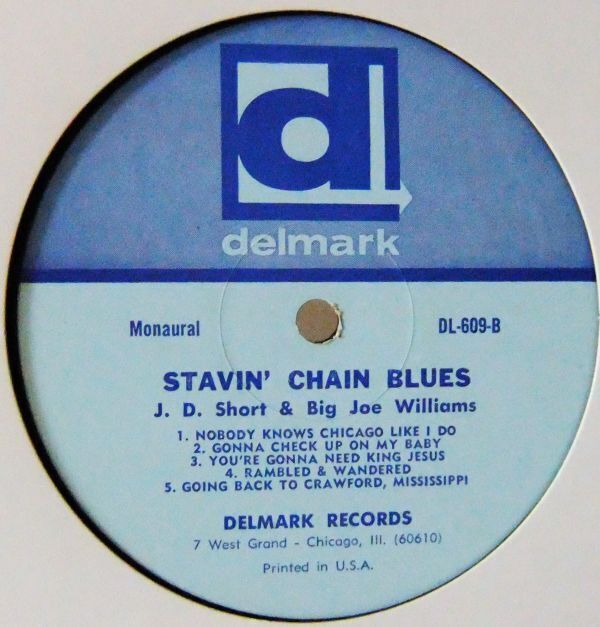 d
delmark
Monaural
DL-609-B
STAVIN' CHAIN BLUES
J. D. Short & Big Joe Williams
1. NOBODY KNOWS CHICAGO LIKE I DO
2. GONNA CHECK UP ON MY BABY
3. YOU'RE GONNA NEED KING JESUS
4. RAMBLED & WANDERED
5. GOING BACK TO CRAWFORD, MISSISSIPPI
DELMARK RECORDS
7 West Grand - Chicago, Ill. (60610)
Printed in U.S.A.